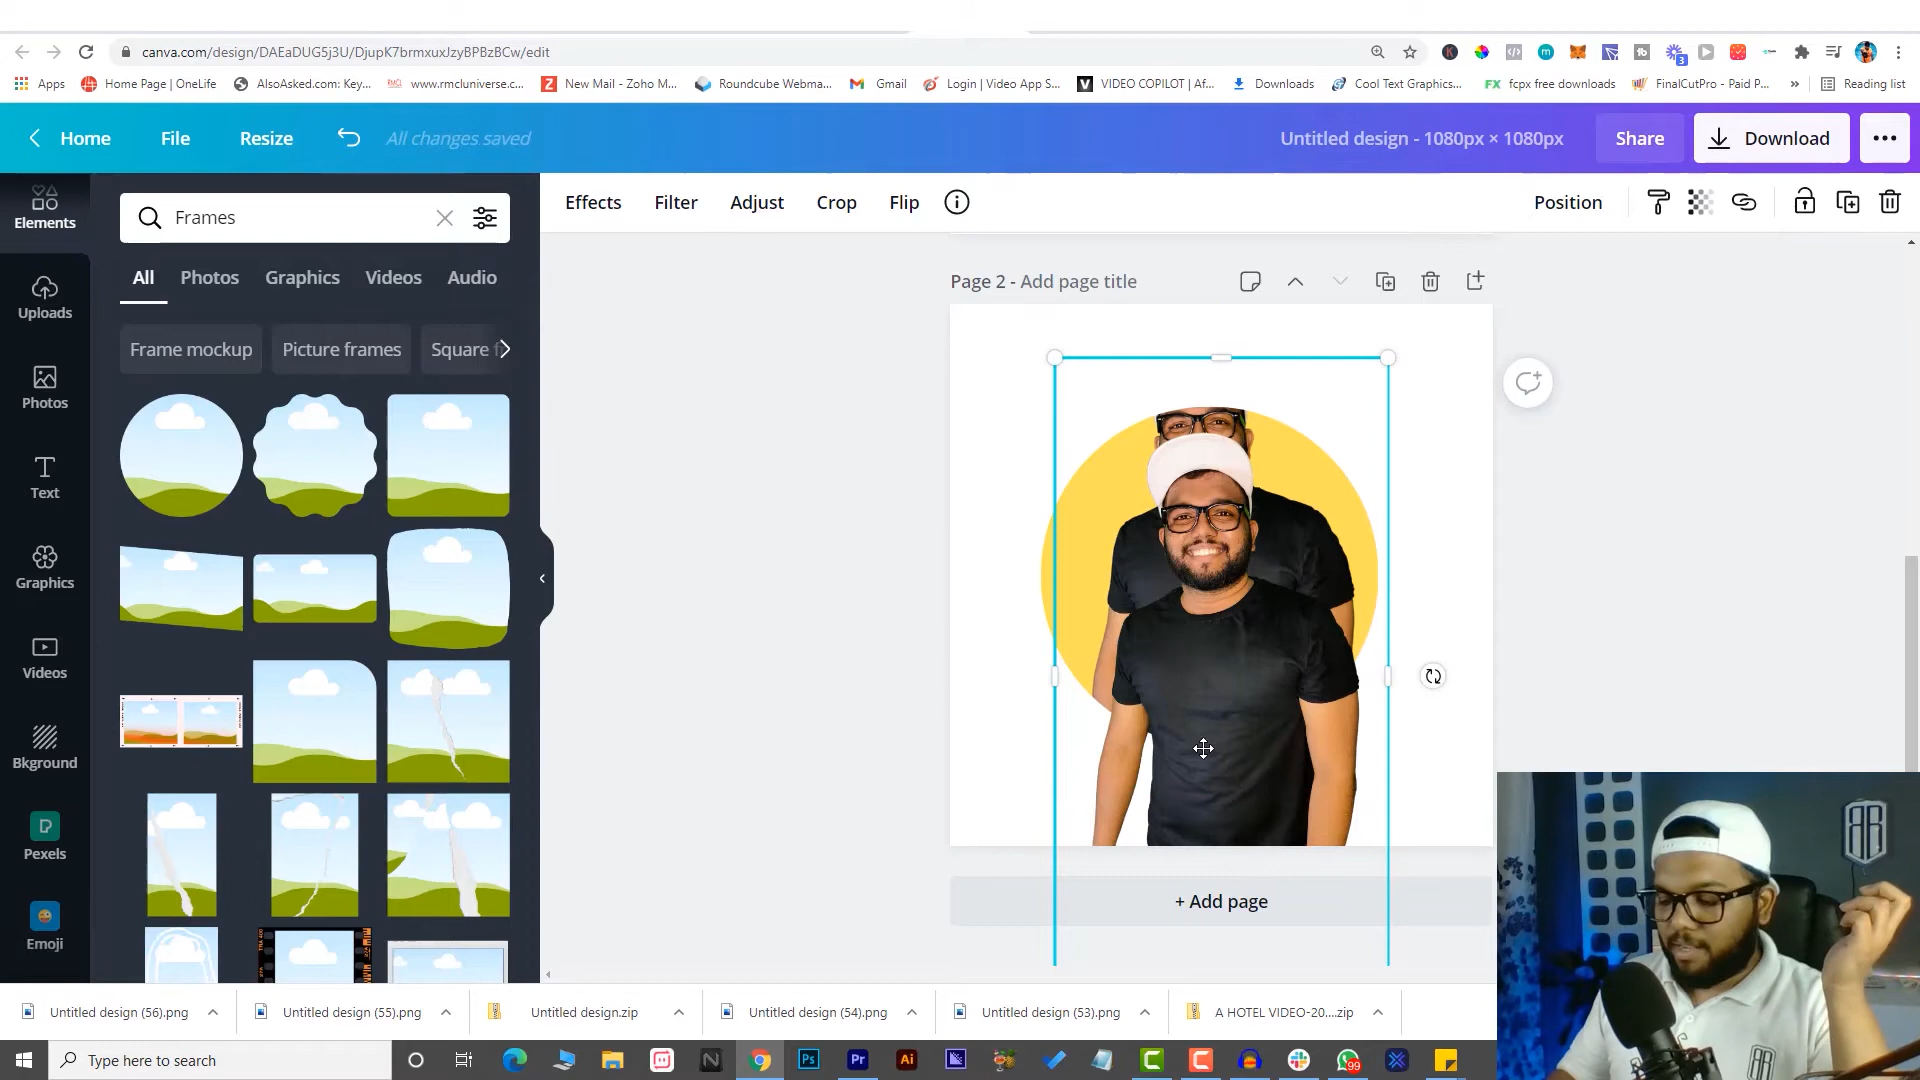 canva.com/design/DAEaDUG5j3U/DjupK7brmxuxJzyBPBzBCw/edit
Apps Home Page | OneLife AlsoAsked.com: Key... www.rmcluniverse.c... New Mail - Zoho M... Roundcube Webma... Gmail Login | Video App S... VIDEO COPILOT | Af... Downloads Cool Text Graphics... FX fcpx free downloads FinalCutPro - Paid P... » Reading list
Home File Resize All changes saved Untitled design - 1080px × 1080px Share Download
Elements
Uploads
Photos
Text
Graphics
Videos
Bkground
Pexels
Emoji
Frames
All Photos Graphics Videos Audio
Frame mockup Picture frames Square f
Effects Filter Adjust Crop Flip Position
Page 2 - Add page title
+ Add page
Untitled design (56).png Untitled design (55).png Untitled design.zip Untitled design (54).png Untitled design (53).png A HOTEL VIDEO-20....zip
Type here to search
Ps Pr Ai
99